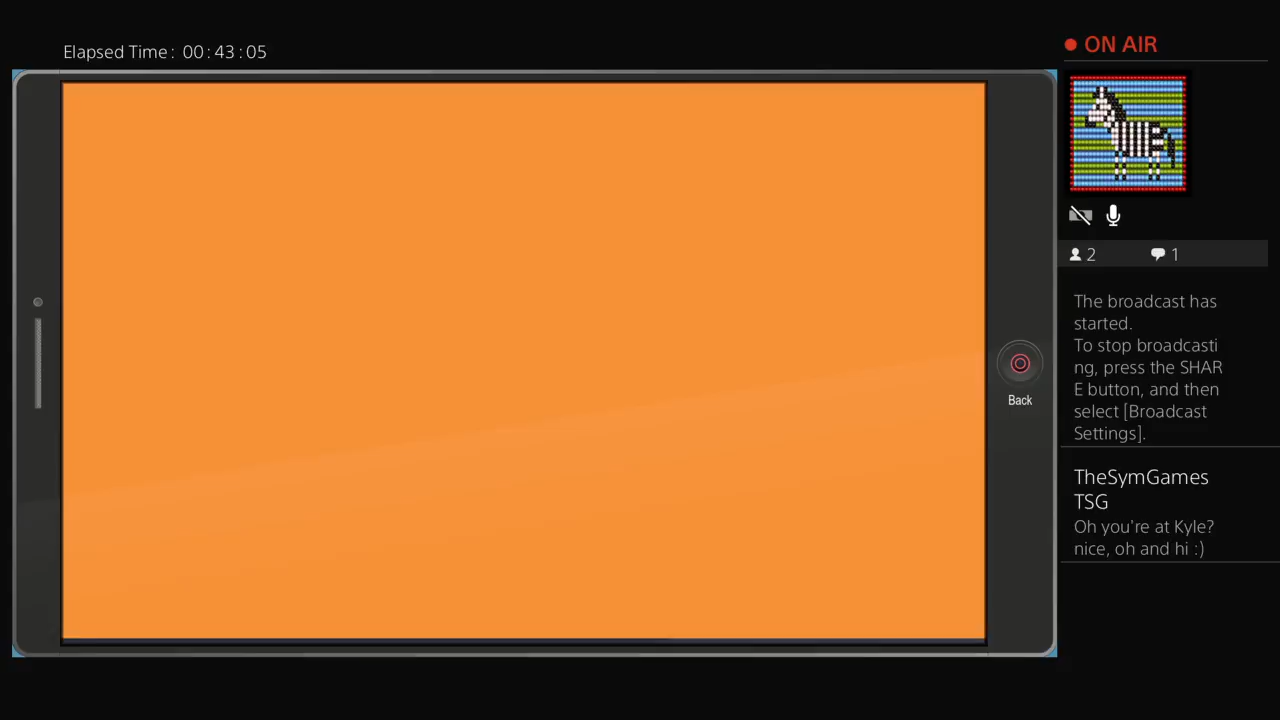 Elapsed Time: 00:43:05
ON AIR
2
1
Back
The broadcast has
started.
To stop broadcasti
ng, press the SHAR
E button, and then
select [Broadcast
Settings].
TheSymGames
TSG
Oh you're at Kyle?
nice, oh and hi :)